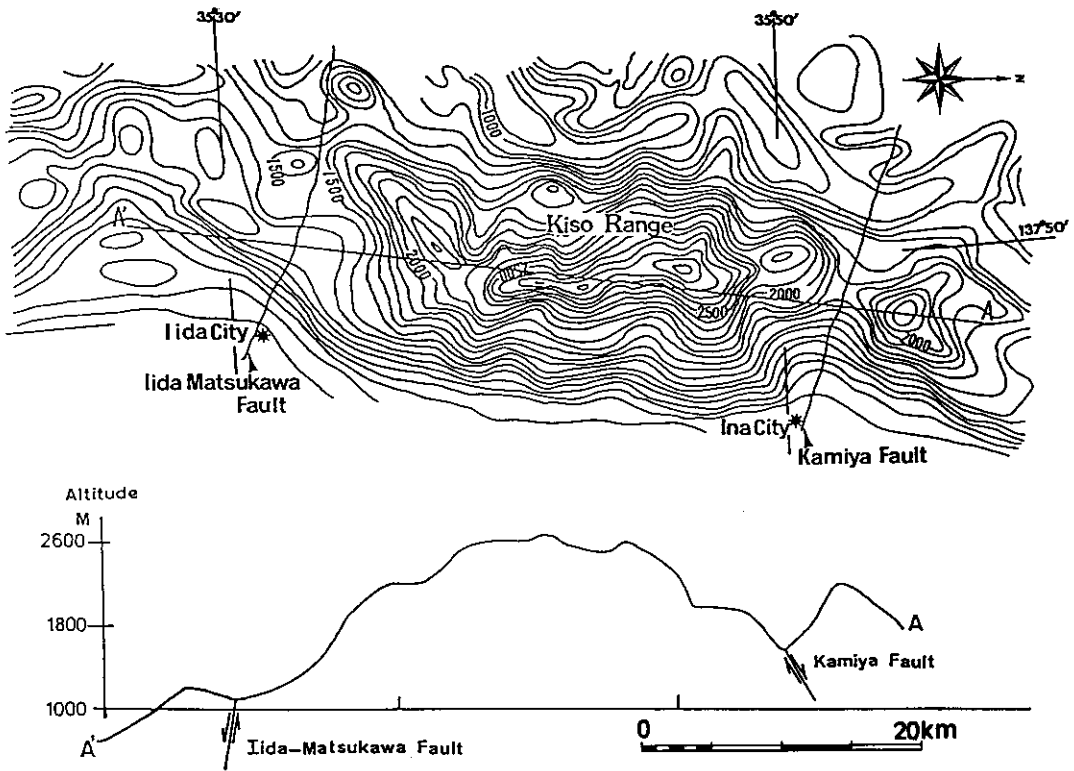 35°30′
35°50′
N
1000
1500
1500
Kiso Range
137°50′
A′
2000
2500
2000
2500
A
2000
Iida City
Iida Matsukawa
Fault
Ina City
Kamiya Fault
Altitude
M
2600
1800
1000
A
Kamiya Fault
0 20km
A′
Iida-Matsukawa Fault